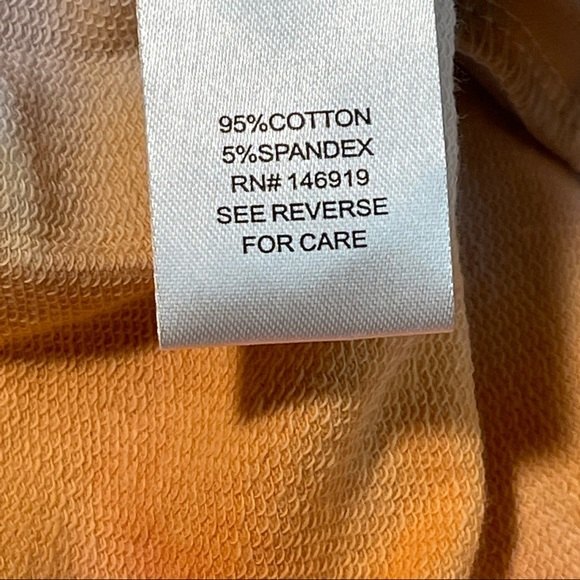 95%COTTON
5%SPANDEX
RN# 146919
SEE REVERSE
FOR CARE